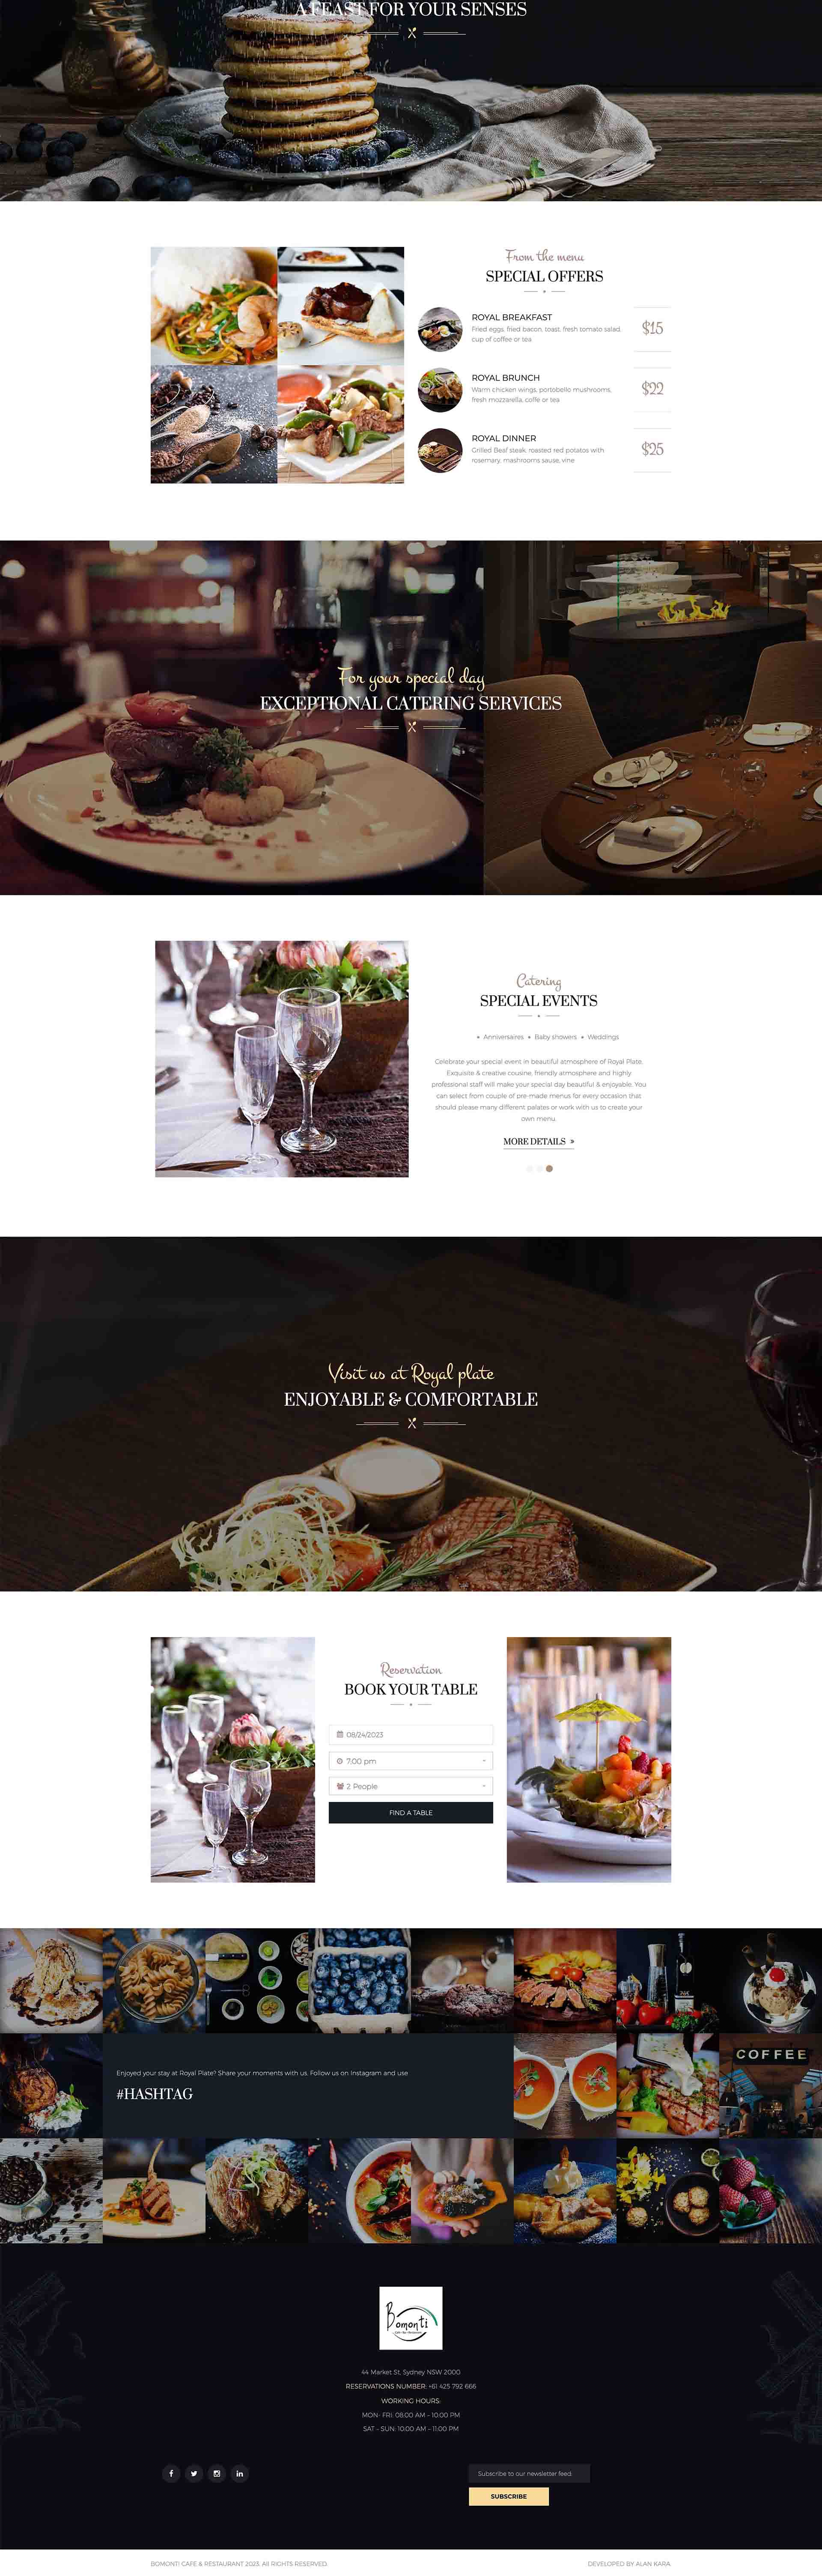 A FEAST FOR YOUR SENSES
From the menu
SPECIAL OFFERS
ROYAL BREAKFAST
Fried eggs, fried bacon, toast, fresh tomato salad,
cup of coffee or tea
$15
ROYAL BRUNCH
Warm chicken wings, portobello mushrooms,
fresh mozzarella, coffe or tea
$22
ROYAL DINNER
Grilled Beaf steak, roasted red potatos with
rosemary, mashrooms sause, vine
$25
For your special day
EXCEPTIONAL CATERING SERVICES
Catering
SPECIAL EVENTS
• Anniversaires • Baby showers • Weddings
Celebrate your special event in beautiful atmosphere of Royal Plate.
Exquisite & creative cousine, friendly atmosphere and highly
professional staff will make your special day beautiful & enjoyable. You
can select from couple of pre-made menus for every occasion that
should please many different palates or work with us to create your
own menu.
MORE DETAILS »
Visit us at Royal plate
ENJOYABLE & COMFORTABLE
Reservation
BOOK YOUR TABLE
08/24/2023
7:00 pm
2 People
FIND A TABLE
COFFEE
Enjoyed your stay at Royal Plate? Share your moments with us. Follow us on Instagram and use
#HASHTAG
Bomonti
44 Market St, Sydney NSW 2000
RESERVATIONS NUMBER: +61 425 792 666
WORKING HOURS:
MON- FRI: 08:00 AM – 10:00 PM
SAT - SUN: 10:00 AM – 11:00 PM
Subscribe to our newsletter feed
SUBSCRIBE
BOMONTI CAFE & RESTAURANT 2023. All RIGHTS RESERVED.
DEVELOPED BY ALAN KARA